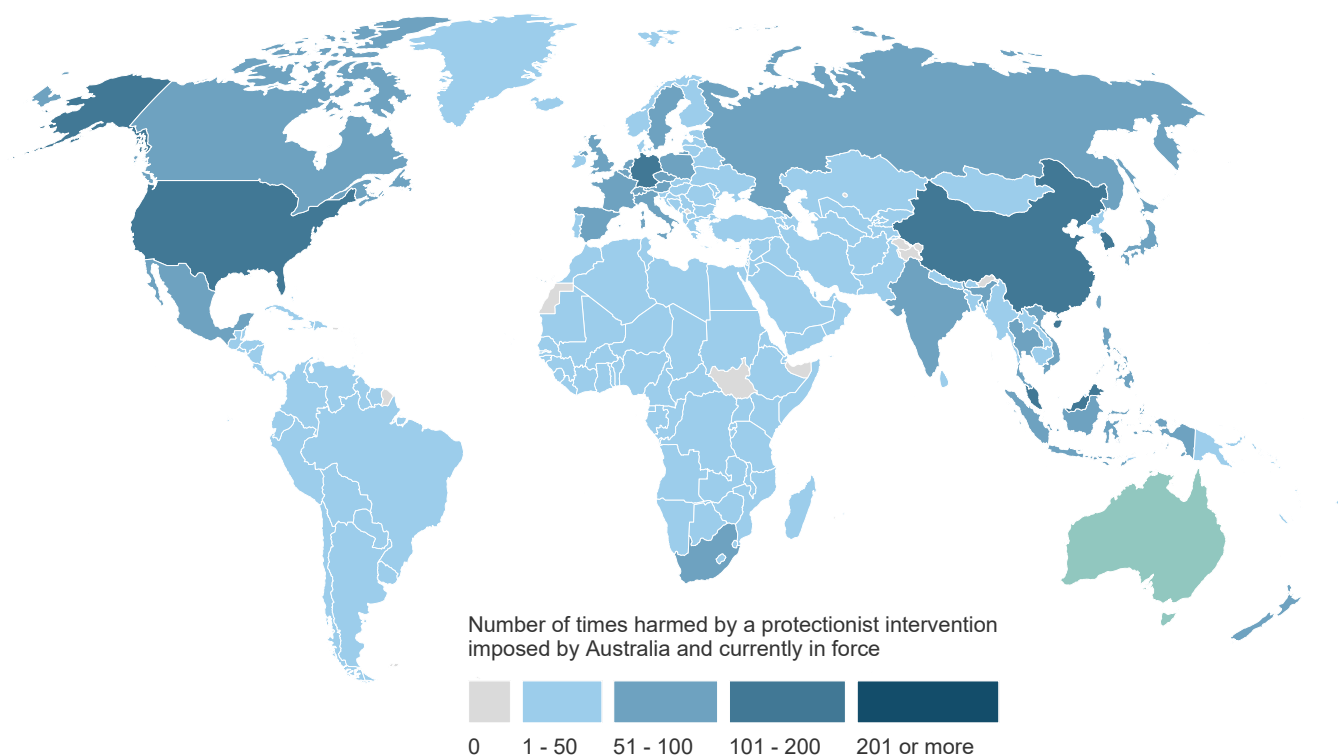 Number of times harmed by a protectionist intervention
imposed by Australia and currently in force
0 1 - 50 51 - 100 101 - 200 201 or more